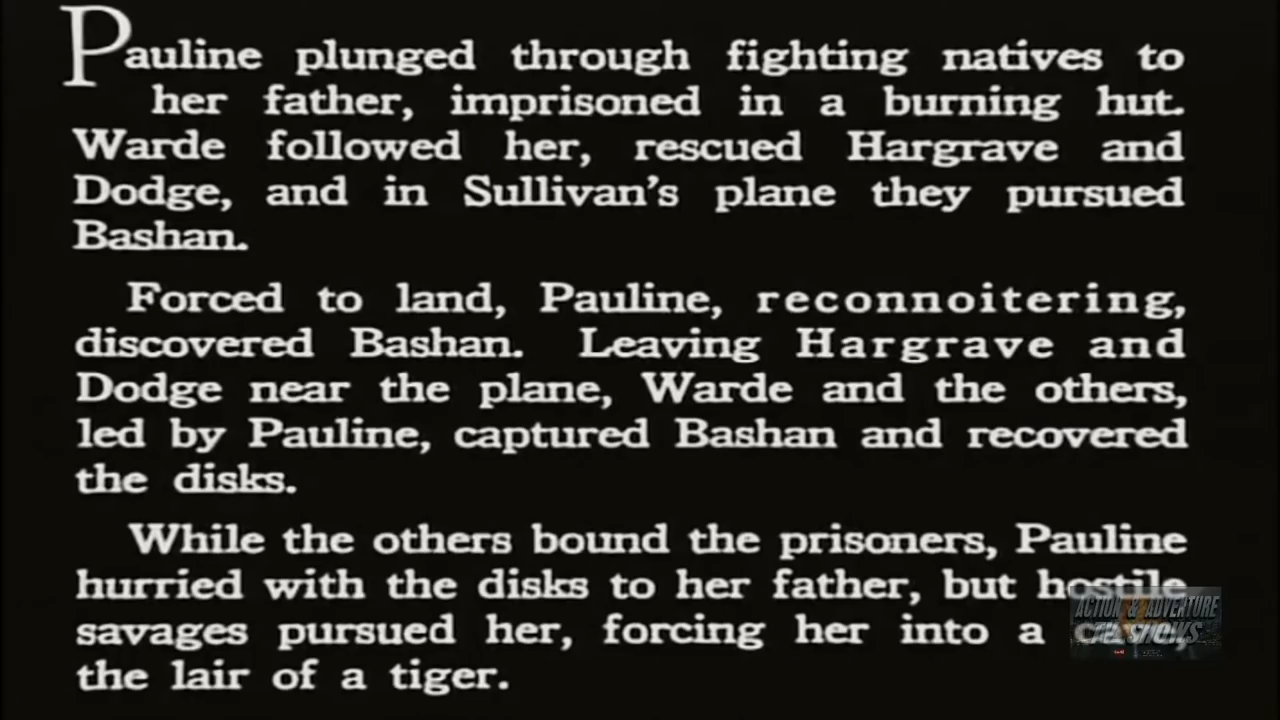 Pauline plunged through fighting natives to
her father, imprisoned in a burning hut.
Warde followed her, rescued Hargrave and
Dodge, and in Sullivan's plane they pursued
Bashan.
Forced to land, Pauline, reconnoitering,
discovered Bashan. Leaving Hargrave and
Dodge near the plane, Warde and the others,
led by Pauline, captured Bashan and recovered
the disks.
While the others bound the prisoners, Pauline
hurried with the disks to her father, but hostile
savages pursued her, forcing her into a
the lair of a tiger.
ACTION & ADVENTURE